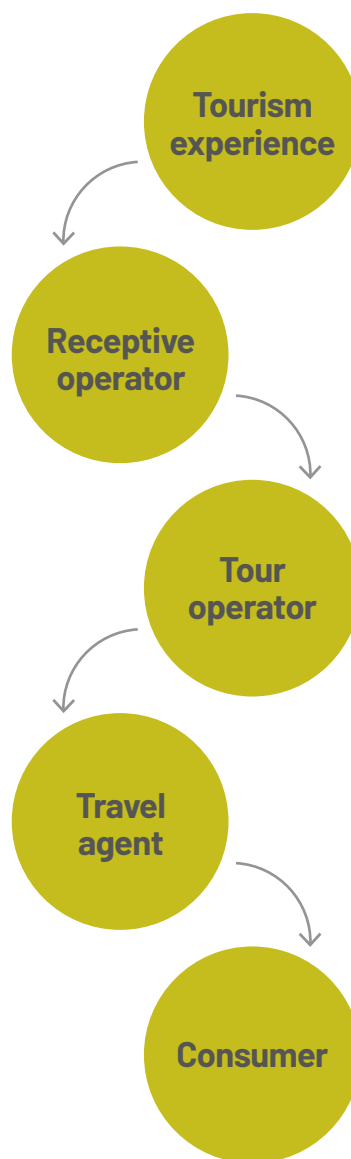 Tourism
experience
Receptive
operator
Tour
operator
Travel
agent
Consumer